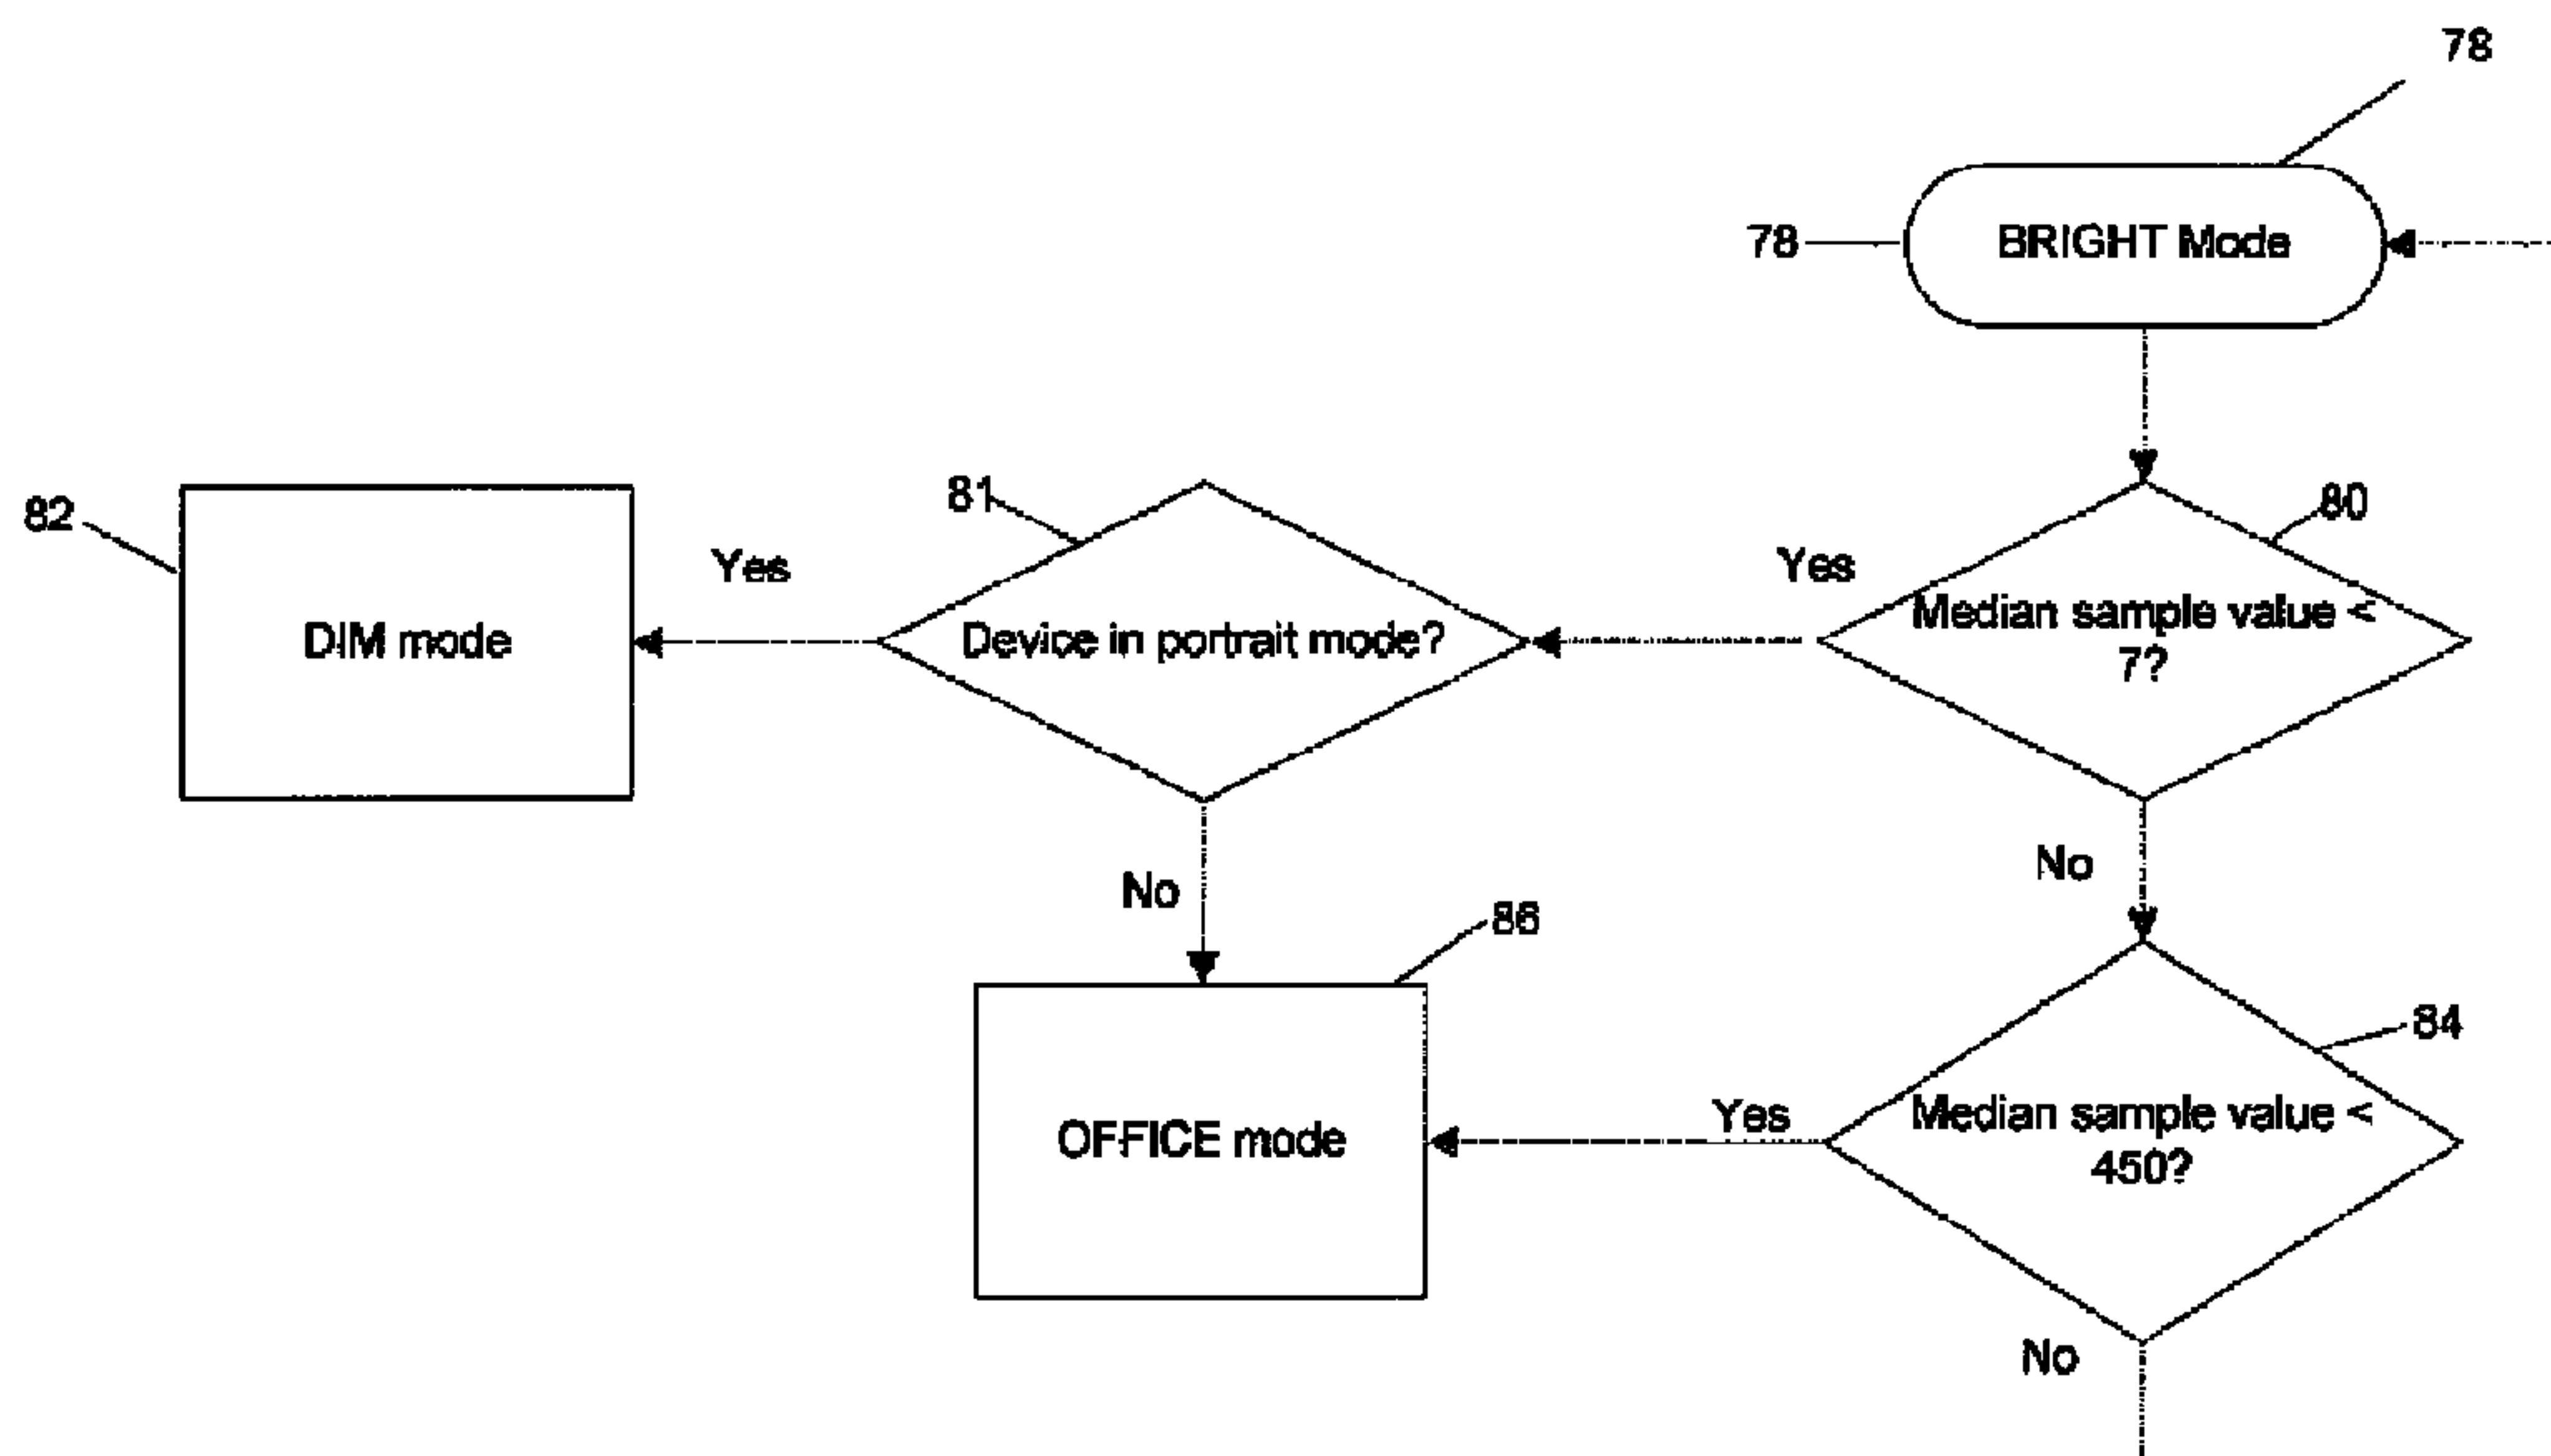 78
78
BRIGHT Mode
82
81
80
Yes
Yes
DIM mode
Device in portrait mode?
Median sample value <
7?
No
No
86
84
OFFICE mode
Yes
Median sample value <
450?
No